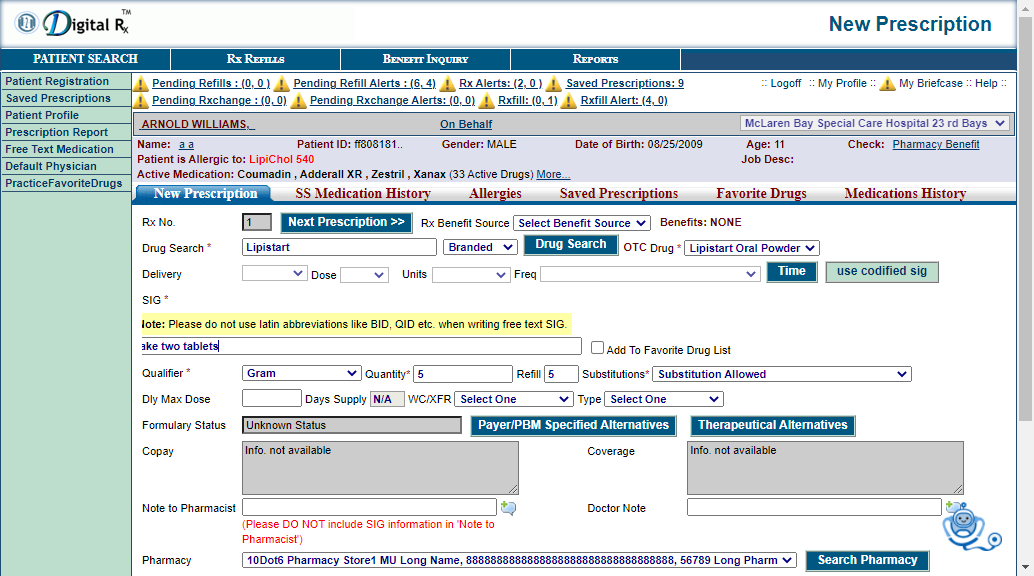 Digital Rx TM
New Prescription
PATIENT SEARCH RX REFILLS BENEFIT INQUIRY REPORTS
Patient Registration
Saved Prescriptions
Patient Profile
Prescription Report
Free Text Medication
Default Physician
PracticeFavoriteDrugs
Pending Refills : (0, 0 ) Pending Refill Alerts : (6, 4) Rx Alerts: (2, 0 ) Saved Prescriptions: 9 :: Logoff :: My Profile :: My Briefcase :: Help ::
Pending Rxchange : (0, 0) Pending Rxchange Alerts: (0, 0) Rxfill: (0, 1) Rxfill Alert: (4, 0)
ARNOLD WILLIAMS, On Behalf McLaren Bay Special Care Hospital 23 rd Bays
Name: a a Patient ID: ff808181.. Gender: MALE Date of Birth: 08/25/2009 Age: 11 Check: Pharmacy Benefit
Patient is Allergic to: LipiChol 540 Job Desc:
Active Medication: Coumadin , Adderall XR , Zestril , Xanax (33 Active Drugs) More...
New Prescription SS Medication History Allergies Saved Prescriptions Favorite Drugs Medications History
Rx No. 1 Next Prescription >> Rx Benefit Source Select Benefit Source Benefits: NONE
Drug Search * Lipistart Branded Drug Search OTC Drug * Lipistart Oral Powder
Delivery Dose Units Freq Time use codified sig
SIG *
lote: Please do not use latin abbreviations like BID, QID etc. when writing free text SIG.
ake two tablets Add To Favorite Drug List
Qualifier * Gram Quantity* 5 Refill 5 Substitutions* Substitution Allowed
Dly Max Dose Days Supply N/A WC/XFR Select One Type Select One
Formulary Status Unknown Status Payer/PBM Specified Alternatives Therapeutical Alternatives
Copay Info. not available Coverage Info. not available
Note to Pharmacist Doctor Note
(Please DO NOT include SIG information in 'Note to
Pharmacist')
Pharmacy 10Dot6 Pharmacy Store1 MU Long Name, 88888888888888888888888888888888888, 56789 Long Pharm Search Pharmacy